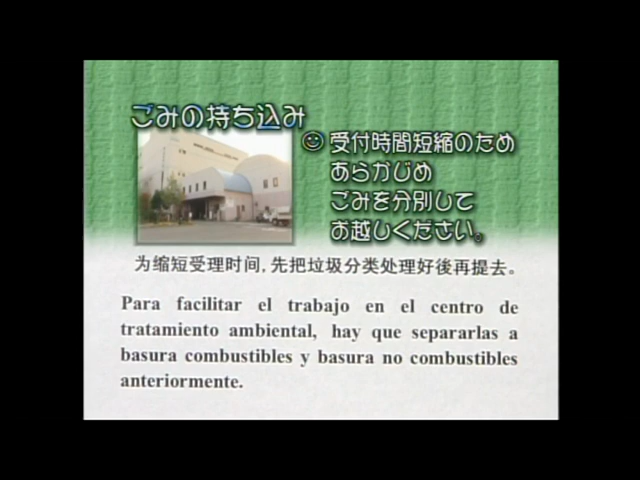 ごみの持ち込み
受付時間短縮のため
あらかじめ
ごみを分別して
お越しください。
为缩短受理时间,先把垃圾分类处理好後再提去。
Para facilitar el trabajo en el centro de
tratamiento ambiental, hay que separarlas a
basura combustibles y basura no combustibles
anteriormente.